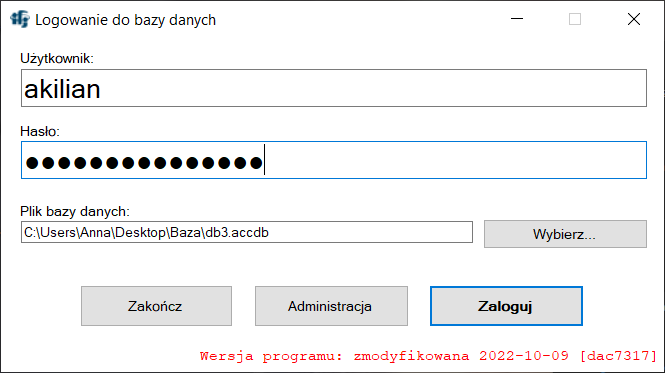 Logowanie do bazy danych
Użytkownik:
akilian
Hasło:
●●●●●●●●●●●●●●●
Plik bazy danych:
C:\Users\Anna\Desktop\Baza\db3.accdb
Wybierz...
Zakończ Administracja Zaloguj
Wersja programu: zmodyfikowana 2022-10-09 [dac7317]